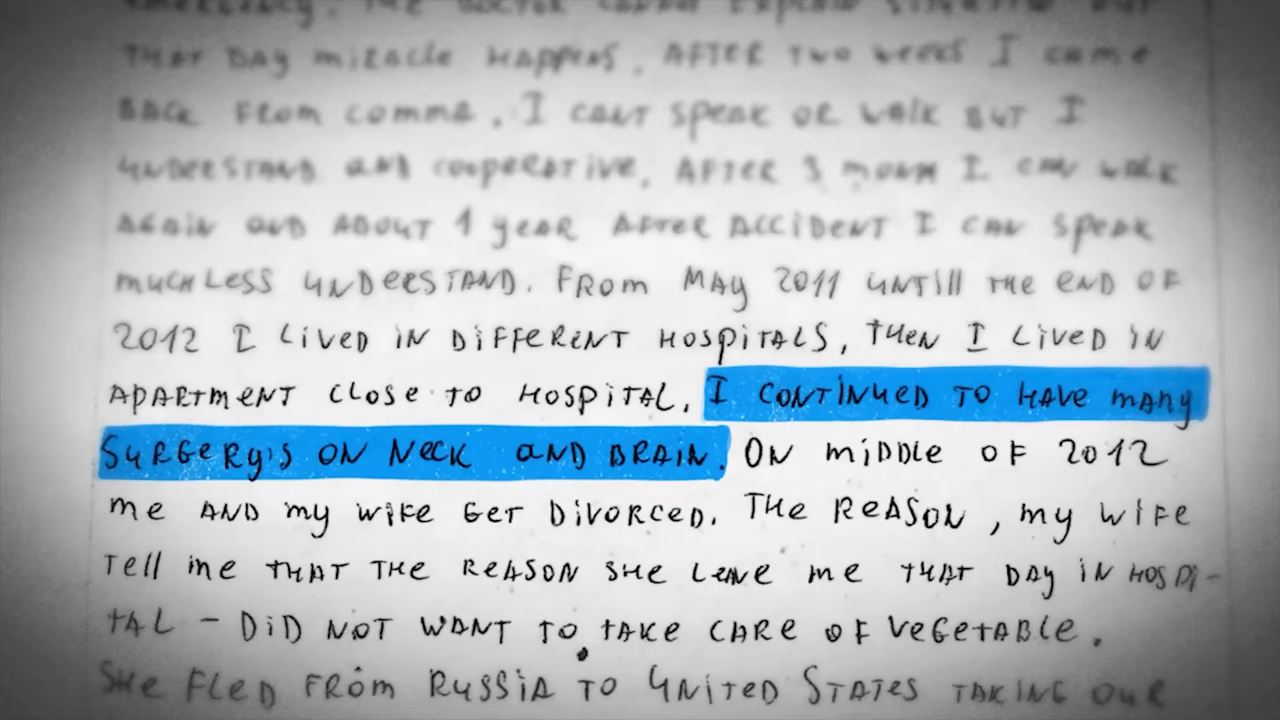 EMERGENCY. THE DOCTOR
THAT DAY MIRACLE HAPPENS. AFTER TWO WEEKS I CAME
BACK FROM COMMA. I CANT SPEAK OR WALK BUT I
UNDERSTAND AND COOPERATIVE. AFTER 3 MONTH I CAN WALK
AGAIN AND ABOUT 1 YEAR AFTER ACCIDENT I CAN SPEAK
MUCH LESS UNDERSTAND. FROM MAY 2011 UNTILL THE END OF
2012 I LIVED IN DIFFERENT HOSPITALS, THEN I LIVED IN
APARTMENT CLOSE TO HOSPITAL. I CONTINUED TO HAVE MANY
SURGERY'S ON NECK AND BRAIN. ON MIDDLE OF 2012
ME AND MY WIFE GET DIVORCED. THE REASON, MY WIFE
TELL ME THAT THE REASON SHE LEAVE ME THAT DAY IN HOSPI-
TAL - DID NOT WANT TO TAKE CARE OF VEGETABLE.
SHE FLED FROM RUSSIA TO UNITED STATES TAKING OUR